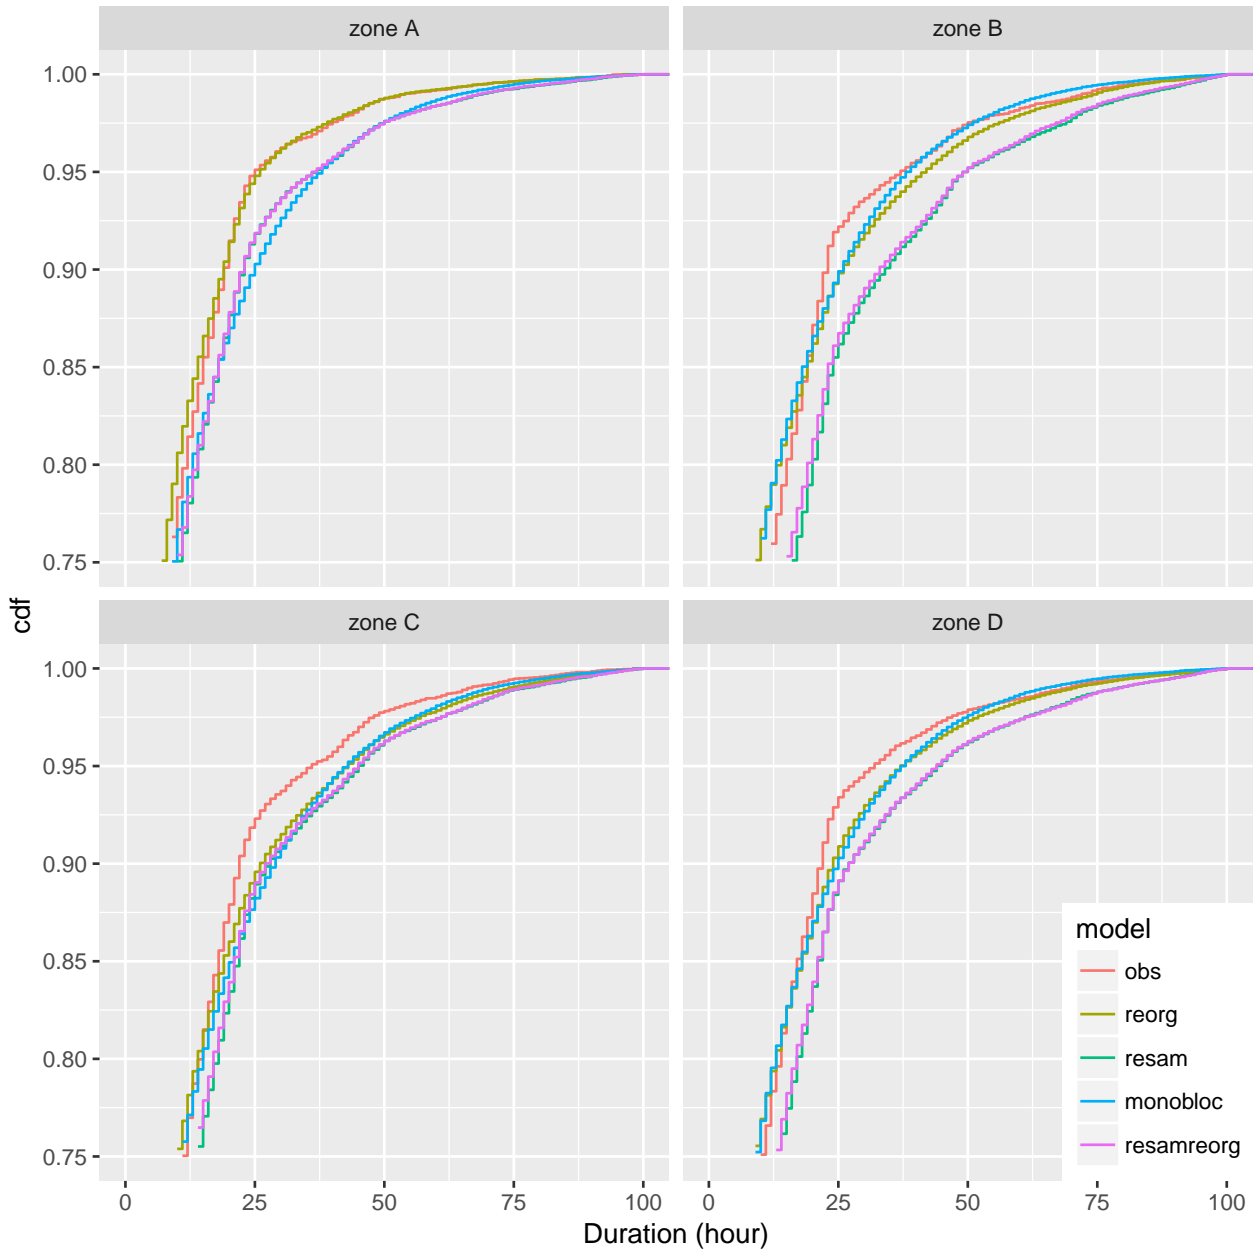 zone A
zone B
1.00
0.95
0.90
0.85
0.80
0.75
cdf
zone C
zone D
1.00
0.95
0.90
0.85
0.80
0.75
model
obs
reorg
resam
monobloc
resamreorg
0 25 50 75 100
0 25 50 75 100
Duration (hour)